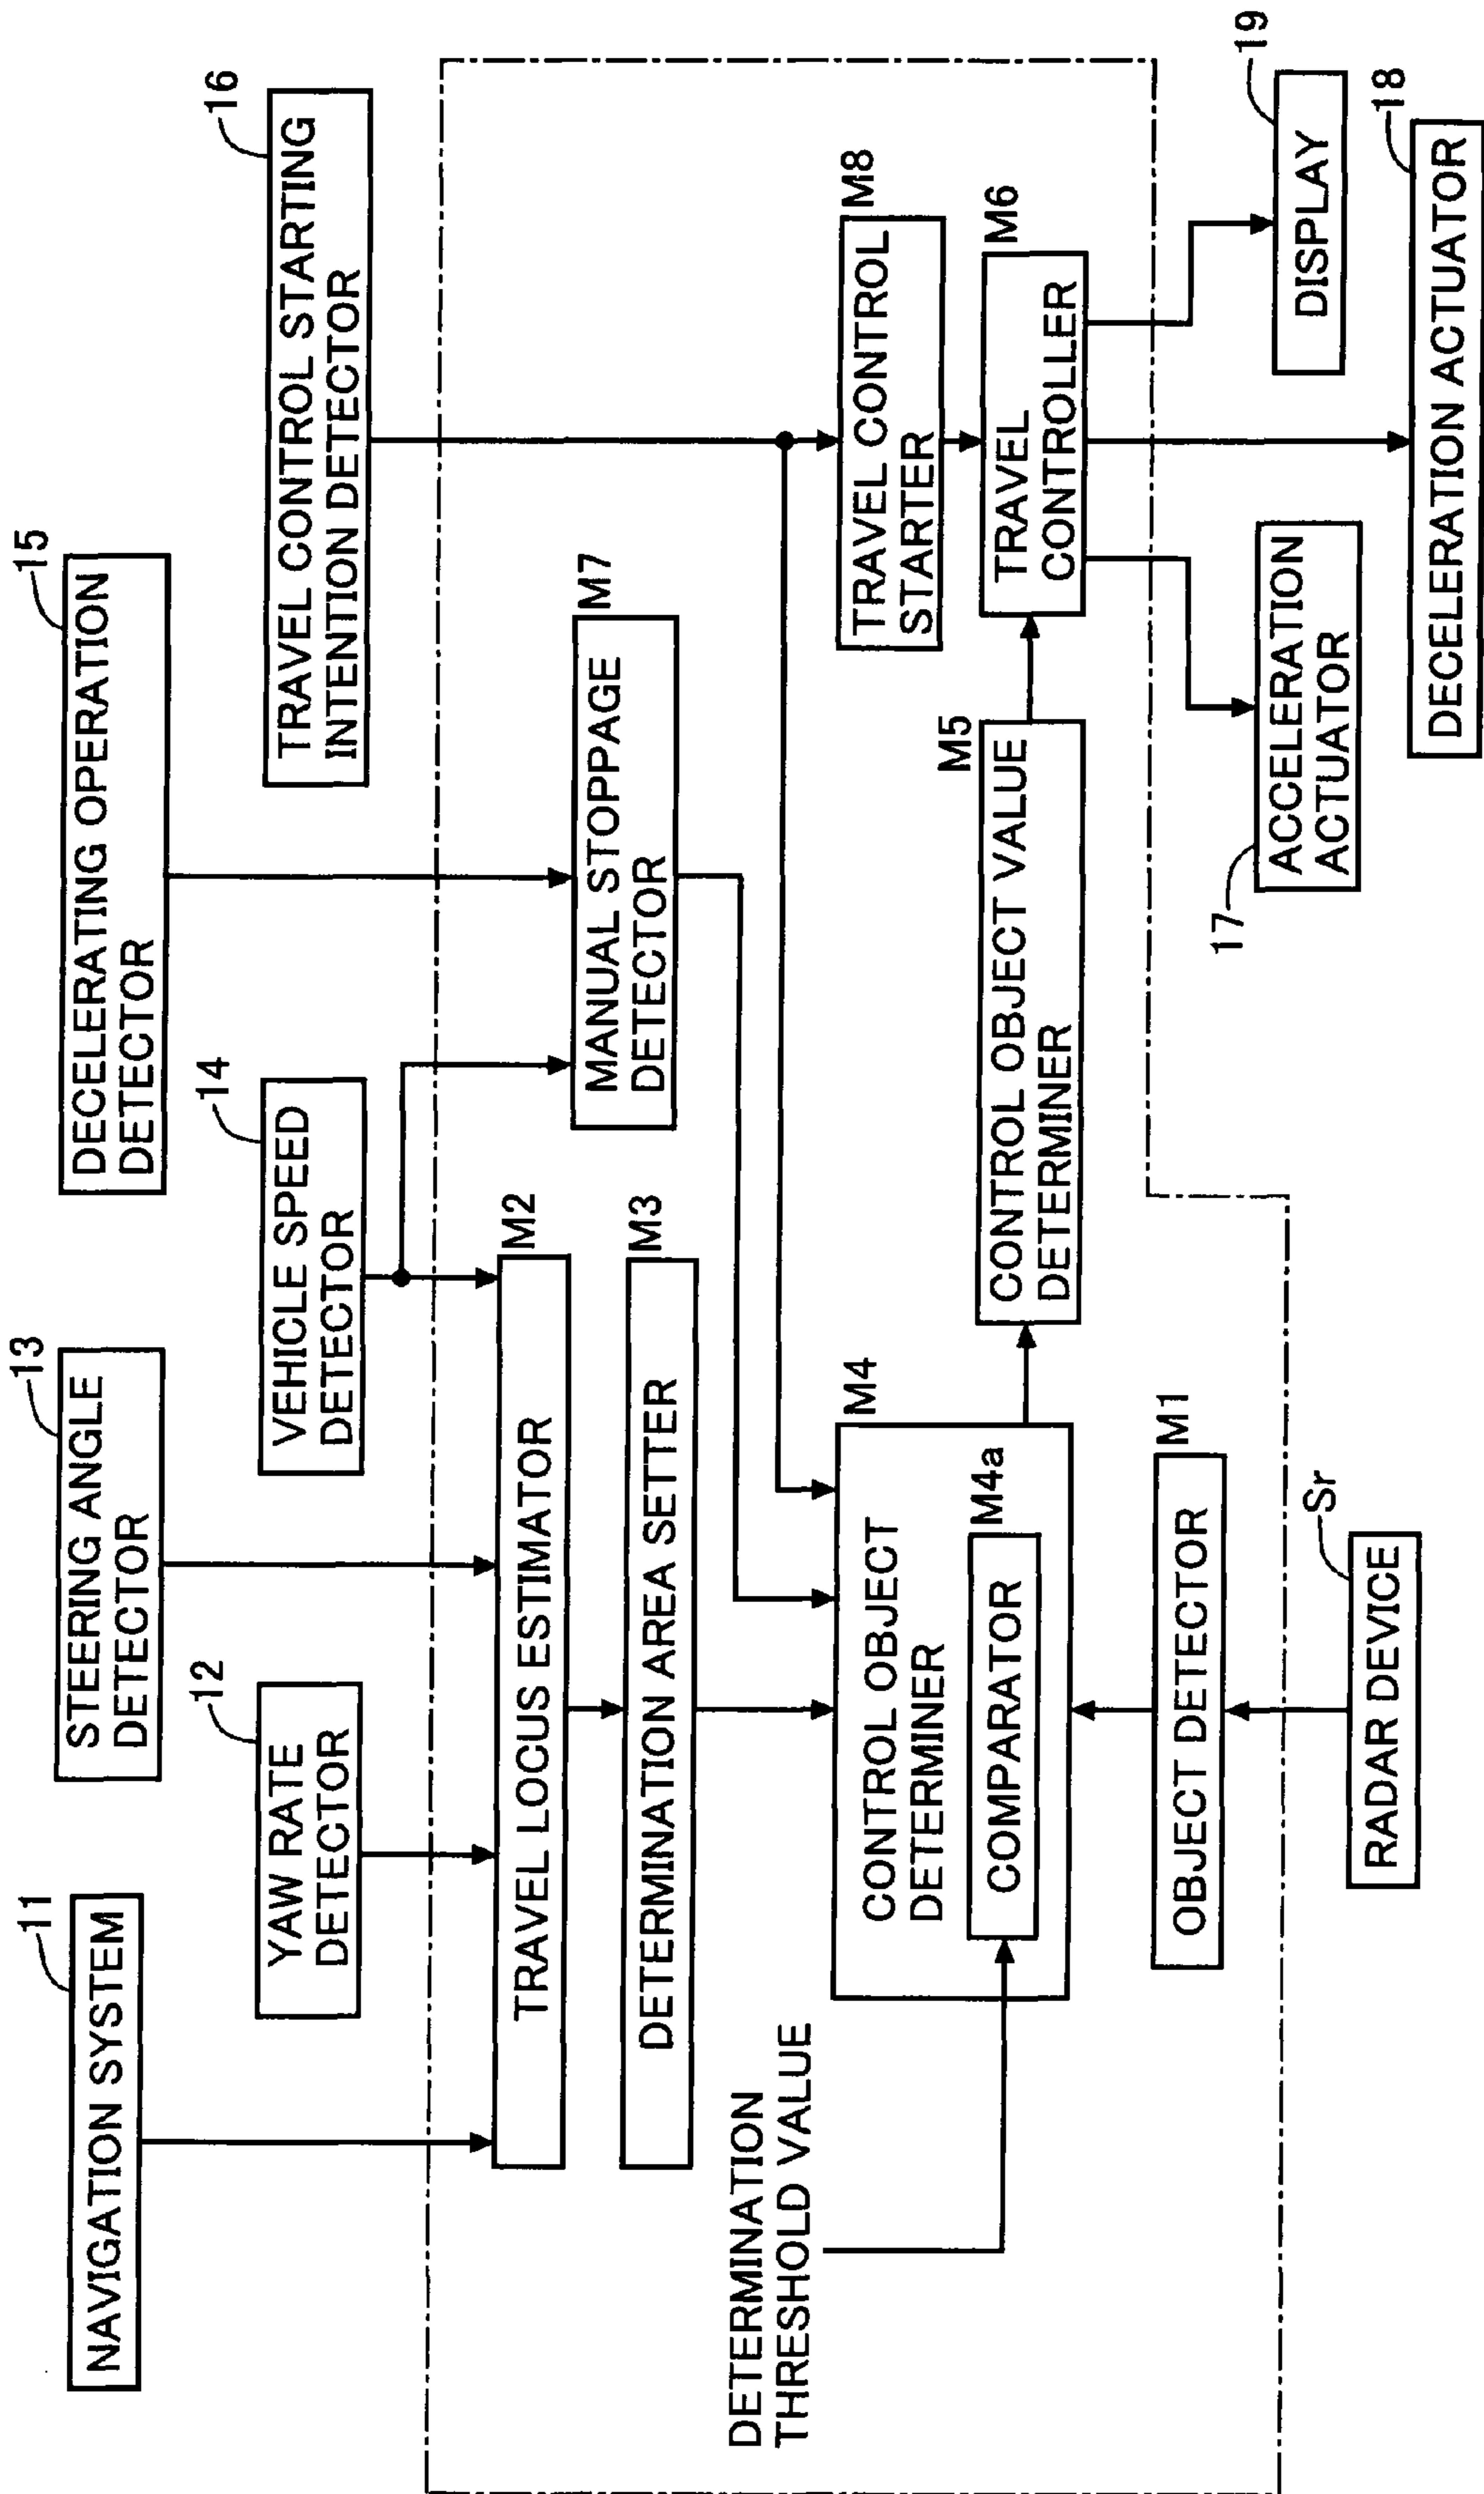 11
NAVIGATION SYSTEM
13
STEERING ANGLE
DETECTOR
15
DECELERATING OPERATION
DETECTOR
12
YAW RATE
DETECTOR
14
VEHICLE SPEED
DETECTOR
16
TRAVEL CONTROL STARTING
INTENTION DETECTOR
M2
TRAVEL LOCUS ESTIMATOR
M7
MANUAL STOPPAGE
DETECTOR
M3
DETERMINATION AREA SETTER
DETERMINATION
THRESHOLD VALUE
M4
CONTROL OBJECT
DETERMINER
M4a
COMPARATOR
M8
TRAVEL CONTROL
STARTER
M5
CONTROL OBJECT VALUE
DETERMINER
M6
TRAVEL
CONTROLLER
M1
OBJECT DETECTOR
Sr
RADAR DEVICE
17
ACCELERATION
ACTUATOR
19
DISPLAY
18
DECELERATION ACTUATOR